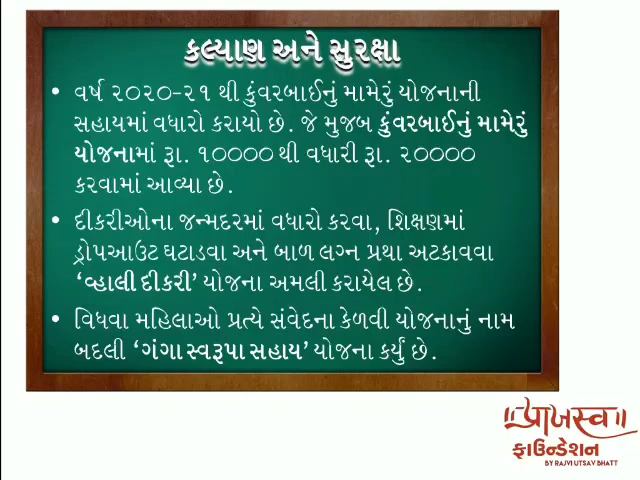 કલ્યાણ અને સુરક્ષા
• વર્ષ ૨૦૨૦-૨૧ થી કુંવરબાઈનું મામેરું યોજનાની
સહાયમાં વધારો કરાયો છે. જે મુજબ કુંવરબાઈનું મામેરું
યોજનામાં રૂા. ૧૦૦૦૦ થી વધારી રૂા. ૨૦૦૦૦
કરવામાં આવ્યા છે.
• દીકરીઓના જન્મદરમાં વધારો કરવા, શિક્ષણમાં
ડ્રોપઆઉટ ઘટાડવા અને બાળ લગ્ન પ્રથા અટકાવવા
‘વ્હાલી દીકરી’ યોજના અમલી કરાયેલ છે.
• વિધવા મહિલાઓ પ્રત્યે સંવેદના કેળવી યોજનાનું નામ
બદલી ‘ગંગા સ્વરૂપા સહાય’ યોજના કર્યું છે.
॥પ્રાજસ્વ॥
ફાઉન્ડેશન
BY RAJVI UTSAV BHATT